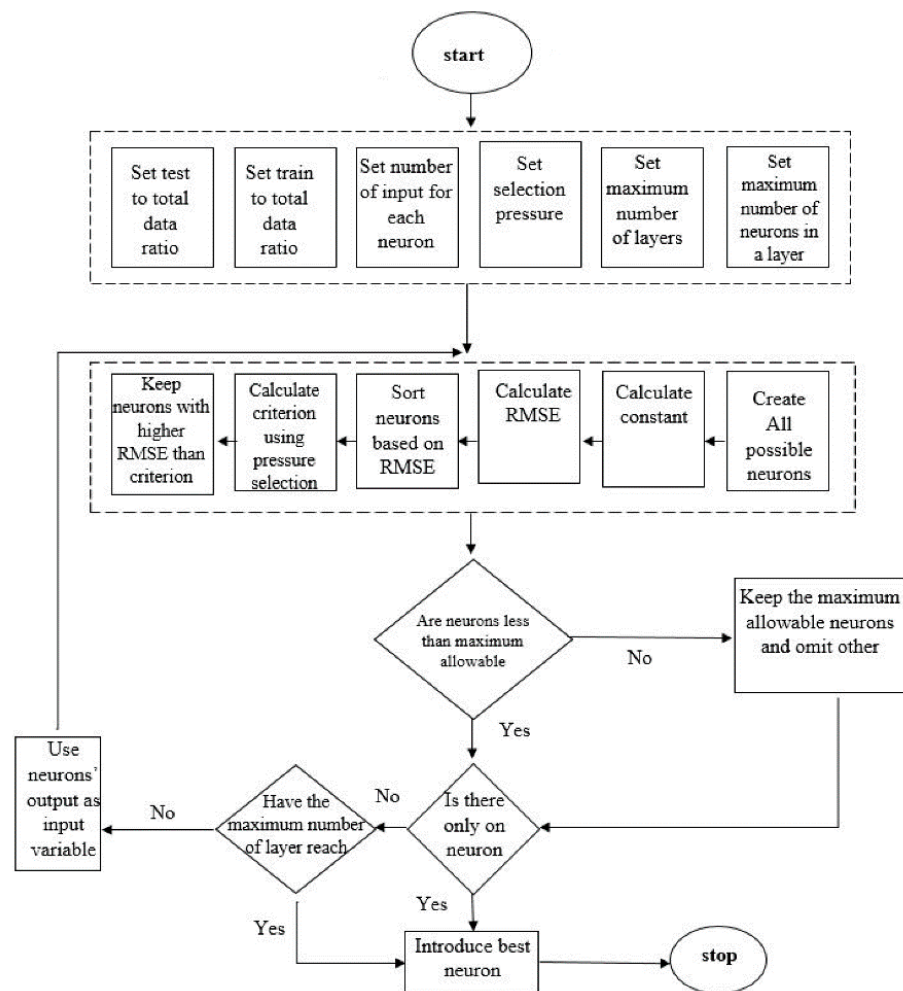 start
Set test
to total
data
ratio
Set train
to total
data
ratio
Set number
of input for
each
neuron
Set
selection
pressure
Set
maximum
number
of layers
Set
maximum
number of
neurons in
a layer
Keep
neurons with
higher
RMSE than
criterion
Calculate
criterion
using
pressure
selection
Sort
neurons
based on
RMSE
Calculate
RMSE
Calculate
constant
Create
All
possible
neurons
Are neurons less
than maximum
allowable
No
Keep the maximum
allowable neurons
and omit other
Yes
Use
neurons'
output as
input
variable
No
Have the
maximum number
of layer reach
No
Is there
only on
neuron
Yes
Yes
Introduce best
neuron
stop